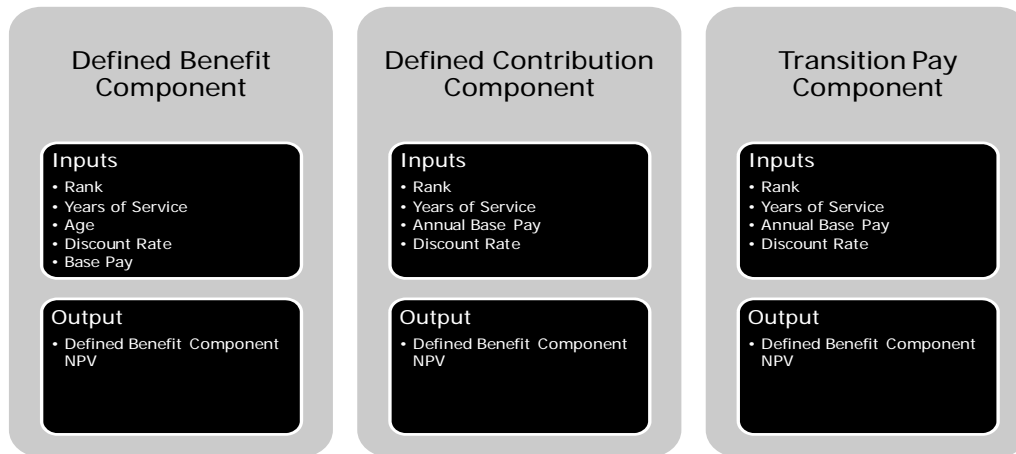 Defined Benefit
Component
Inputs
• Rank
• Years of Service
• Age
• Discount Rate
• Base Pay
Output
• Defined Benefit Component
NPV
Defined Contribution
Component
Inputs
• Rank
• Years of Service
• Annual Base Pay
• Discount Rate
Output
• Defined Benefit Component
NPV
Transition Pay
Component
Inputs
• Rank
• Years of Service
• Annual Base Pay
• Discount Rate
Output
• Defined Benefit Component
NPV